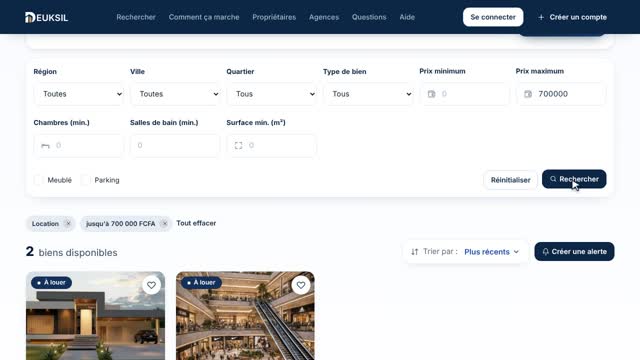 DEUKSIL Rechercher Comment ça marche Propriétaires Agences Questions Aide Se connecter + Créer un compte
Région Ville Quartier Type de bien Prix minimum Prix maximum
Toutes Toutes Tous Tous 0 700000
Chambres (min.) Salles de bain (min.) Surface min. (m²)
0 0 0
Meublé Parking Réinitialiser Rechercher
Location × jusqu'à 700 000 FCFA × Tout effacer
2 biens disponibles Trier par : Plus récents Créer une alerte
À louer À louer